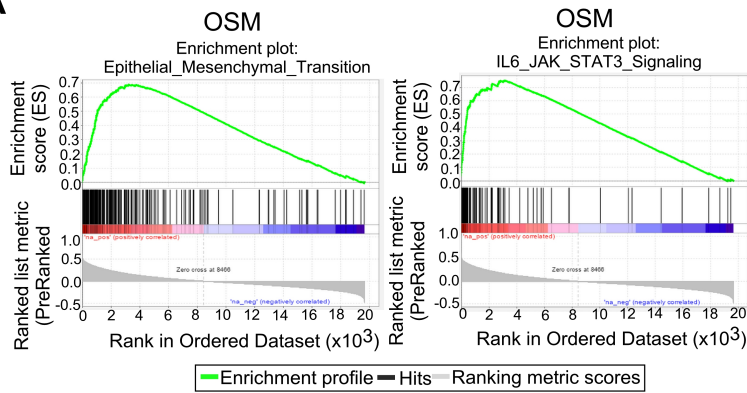 A
OSM
Enrichment plot:
Epithelial_Mesenchymal_Transition
Enrichment
score (ES)
0.7
0.6
0.5
0.4
0.3
0.2
0.1
0.0
Ranked list metric
(PreRanked
1.0
0.5
0.0
-0.5
'na_pos' (positively correlated)
Zero cross at 8466
'na_neg' (negatively correlated)
0 2 4 6 8 10 12 14 16 18 20
Rank in Ordered Dataset (x10³)
OSM
Enrichment plot:
IL6_JAK_STAT3_Signaling
Enrichment
score (ES)
0.7
0.6
0.5
0.4
0.3
0.2
0.1
0.0
Ranked list metric
(PreRanked
1.0
0.5
0.0
-0.5
'na_pos' (positively correlated)
Zero cross at 8466
'na_neg' (negatively correlated)
0 2 4 6 8 10 12 14 16 18 20
Rank in Ordered Dataset (x10³)
Enrichment profile Hits Ranking metric scores